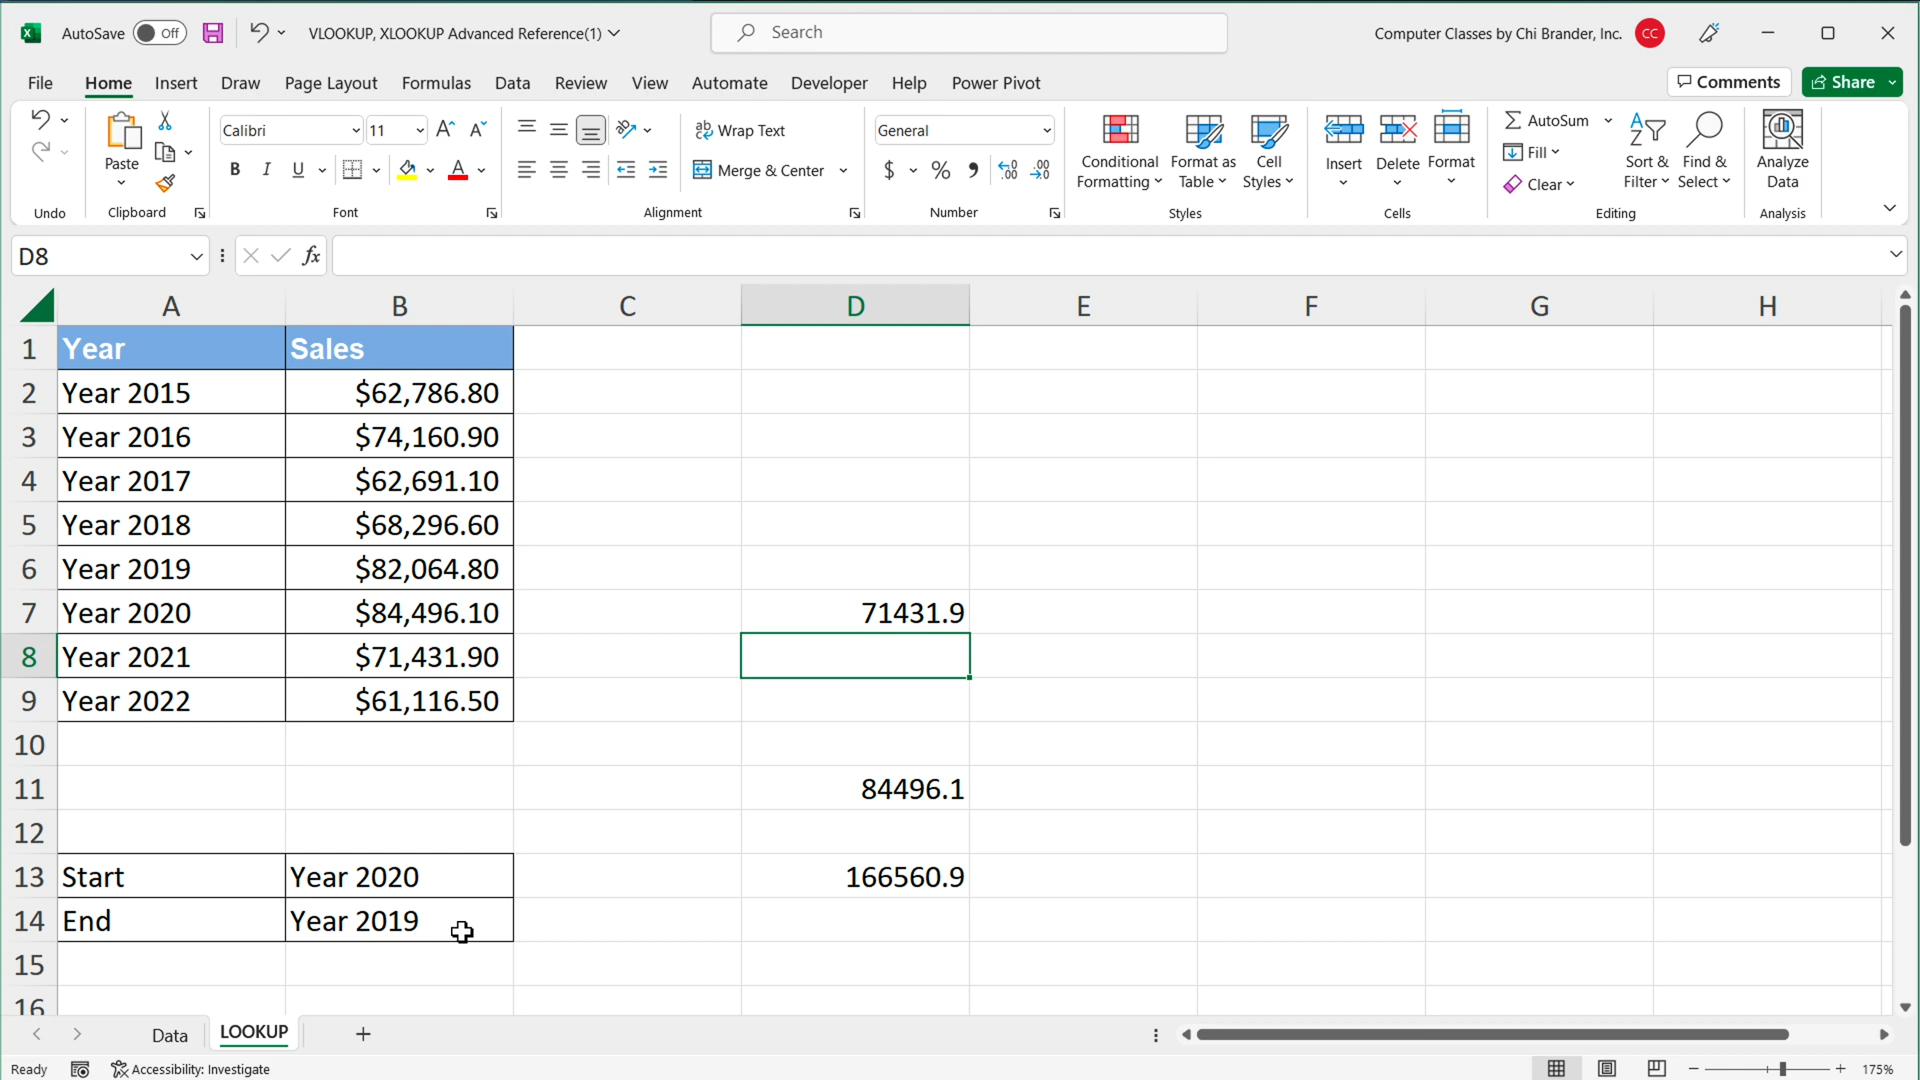 AutoSave Off VLOOKUP, XLOOKUP Advanced Reference(1) Search Computer Classes by Chi Brander, Inc. CC
File Home Insert Draw Page Layout Formulas Data Review View Automate Developer Help Power Pivot Comments Share
Paste Calibri 11 Wrap Text General Conditional Formatting Format as Table Cell Styles Insert Delete Format AutoSum Sort & Filter Find & Select Analyze Data
B I U A Merge & Center $ % , Fill
Clear
Undo Clipboard Font Alignment Number Styles Cells Editing Analysis
D8 fx
A B C D E F G H
1 Year Sales
2 Year 2015 $62,786.80
3 Year 2016 $74,160.90
4 Year 2017 $62,691.10
5 Year 2018 $68,296.60
6 Year 2019 $82,064.80
7 Year 2020 $84,496.10 71431.9
8 Year 2021 $71,431.90
9 Year 2022 $61,116.50
10
11 84496.1
12
13 Start Year 2020 166560.9
14 End Year 2019
15
16
Data LOOKUP
Ready Accessibility: Investigate 175%